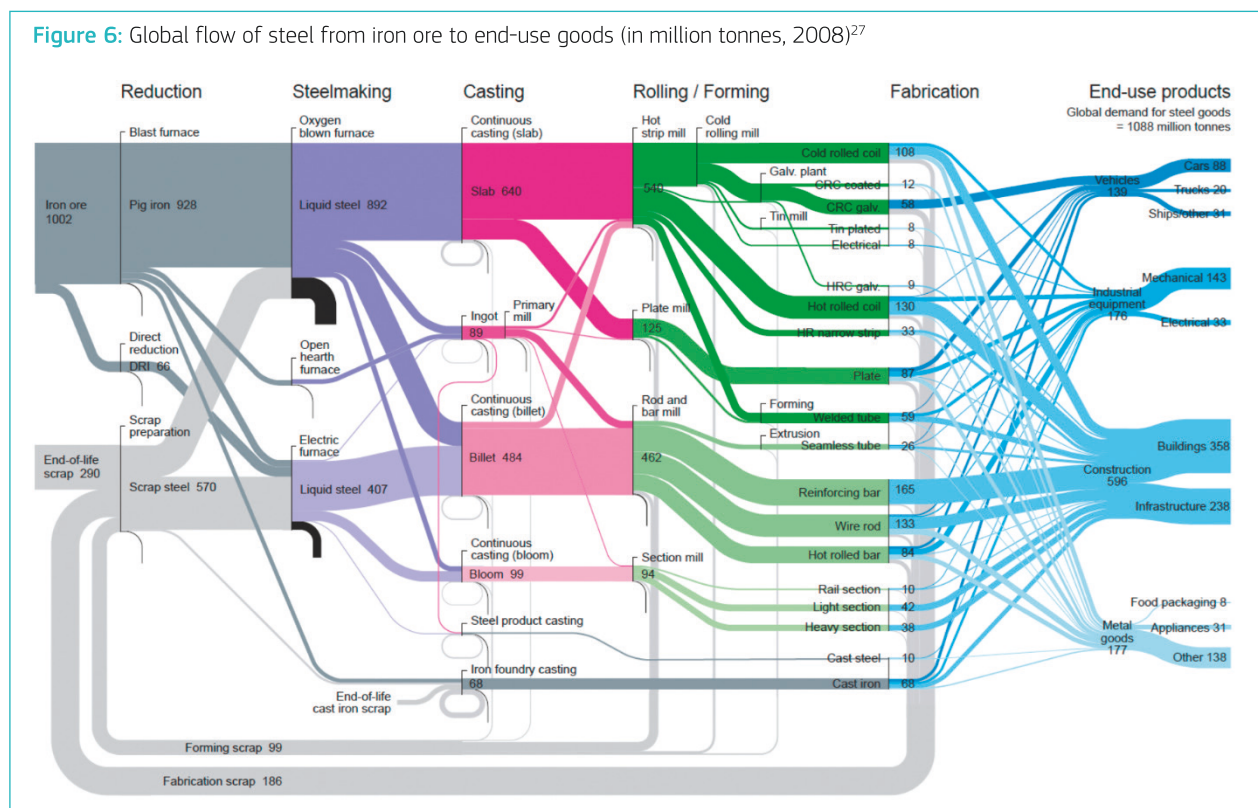 Figure 6: Global flow of steel from iron ore to end-use goods (in million tonnes, 2008)27
Reduction
Steelmaking
Casting
Rolling / Forming
Fabrication
End-use products
Global demand for steel goods
= 1088 million tonnes
Blast furnace
Oxygen
blown furnace
Continuous
casting (slab)
Hot
strip mill
Cold
rolling mill
Iron ore
1002
Pig iron 928
Liquid steel 892
Slab 640
540
Galv. plant
Tin mill
Cold rolled coil 108
CRC coated 12
CRC galv. 58
Tin plated 8
Electrical 8
HRC galv. 9
Hot rolled coil 130
HR narrow strip 33
Vehicles
139
Cars 88
Trucks 20
Ships/other 31
Direct
reduction
DRI 66
Open
hearth
furnace
Ingot
89
Primary
mill
Plate mill
125
Plate 87
Industrial
equipment
176
Mechanical 143
Electrical 33
Scrap
preparation
End-of-life
scrap 290
Scrap steel 570
Electric
furnace
Liquid steel 407
Continuous
casting (billet)
Billet 484
Rod and
bar mill
462
Forming
Welded tube 59
Extrusion
Seamless tube 26
Reinforcing bar 165
Wire rod 133
Hot rolled bar 84
Construction
596
Buildings 358
Infrastructure 238
Continuous
casting (bloom)
Bloom 99
Section mill
94
Rail section 10
Light section 42
Heavy section 38
Steel product casting
Cast steel 10
Iron foundry casting
68
Cast iron 68
End-of-life
cast iron scrap
Metal
goods
177
Food packaging 8
Appliances 31
Other 138
Forming scrap 99
Fabrication scrap 186